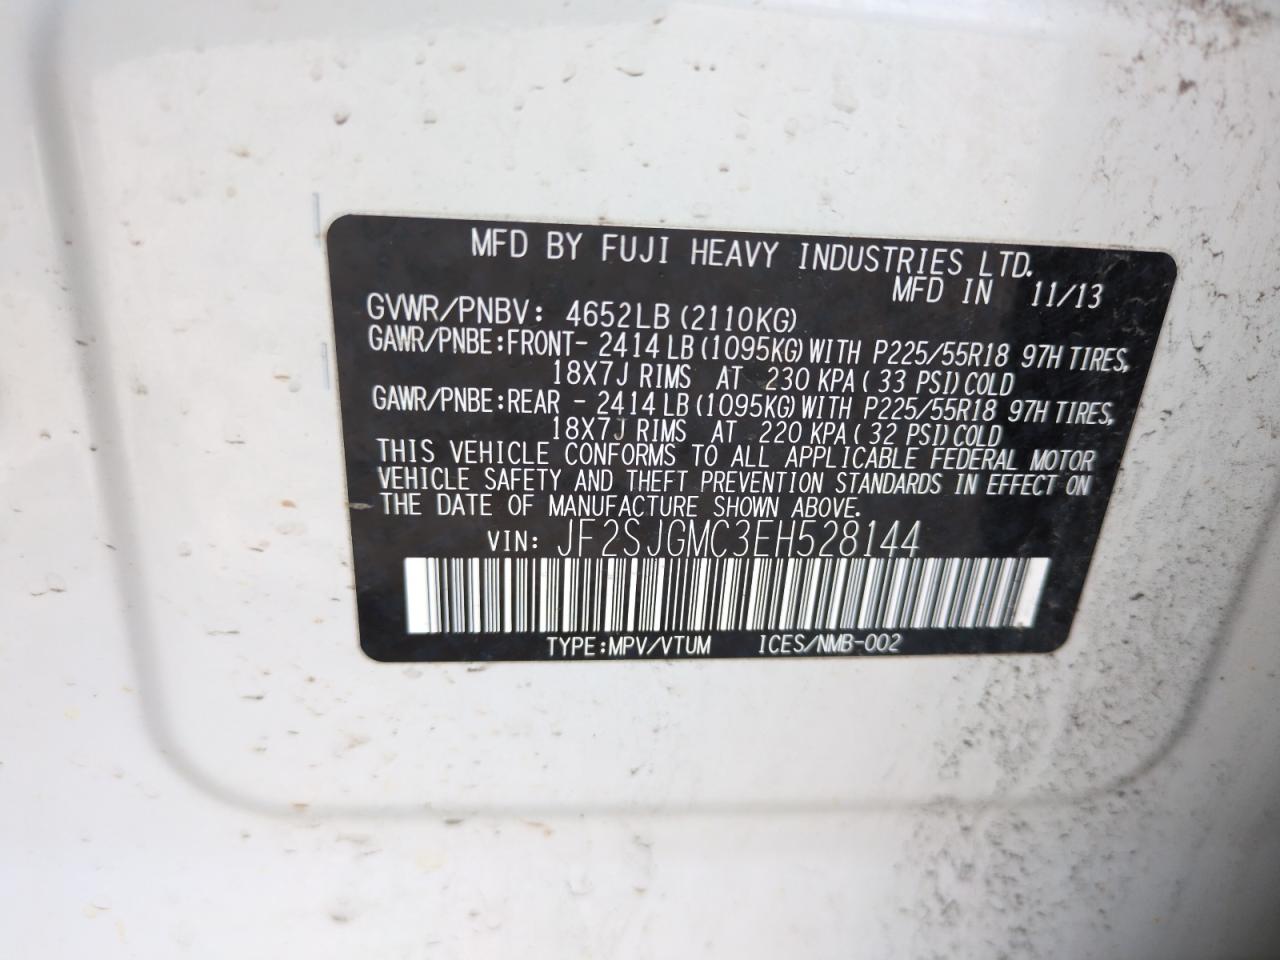 MFD BY FUJI HEAVY INDUSTRIES LTD.
MFD IN 11/13
GVWR/PNBV: 4652LB (2110KG)
GAWR/PNBE:FRONT- 2414 LB (1095KG) WITH P225/55R18 97H TIRES,
18X7J RIMS AT 230 KPA ( 33 PSI) COLD
GAWR/PNBE:REAR - 2414 LB (1095KG) WITH P225/55R18 97H TIRES,
18X7J RIMS AT 220 KPA ( 32 PSI) COLD
THIS VEHICLE CONFORMS TO ALL APPLICABLE FEDERAL MOTOR
VEHICLE SAFETY AND THEFT PREVENTION STANDARDS IN EFFECT ON
THE DATE OF MANUFACTURE SHOWN ABOVE.
VIN: JF2SJGMC3EH528144
TYPE:MPV/VTUM ICES/NMB-002